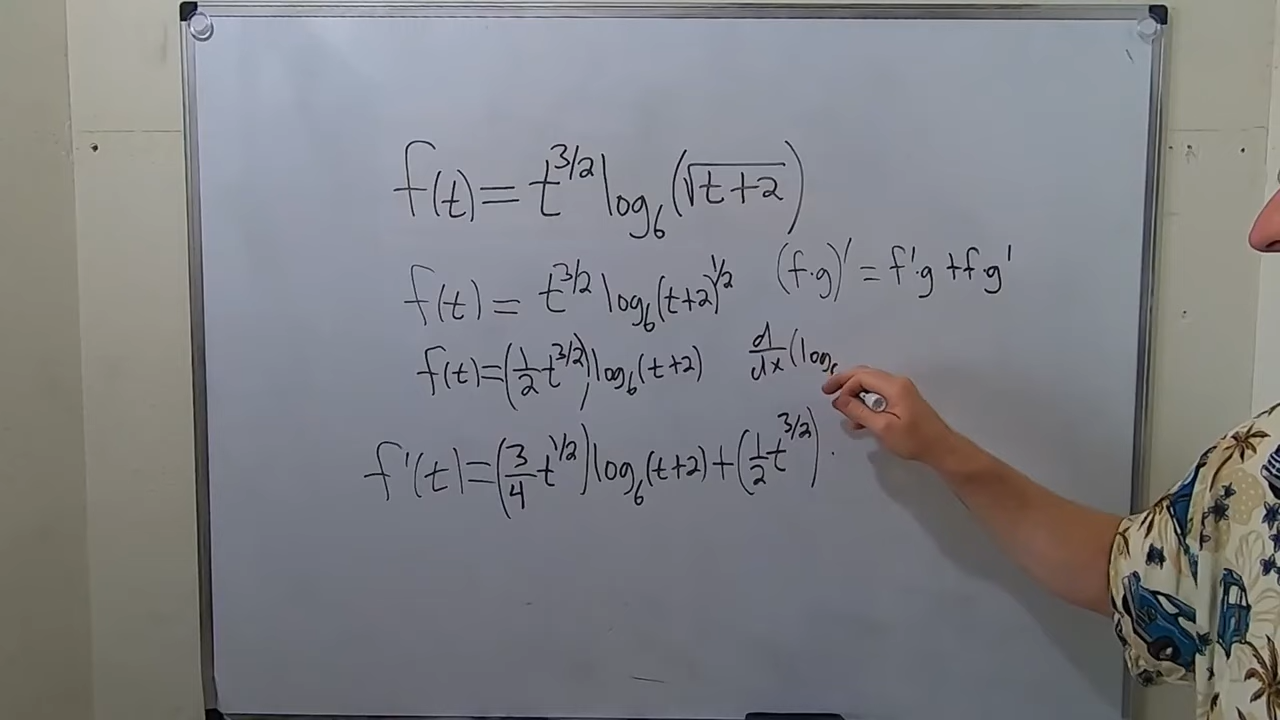 f(t) = t^{3/2} log_6(√(t+2))
f(t) = t^{3/2} log_6(t+2)^{1/2}
(f·g)' = f'·g + f g'
f(t) = (1/2 t^{3/2}) log_6(t+2)
d/dx (log
f'(t) = (3/4 t^{1/2}) log_6(t+2) + (1/2 t^{3/2}) ·